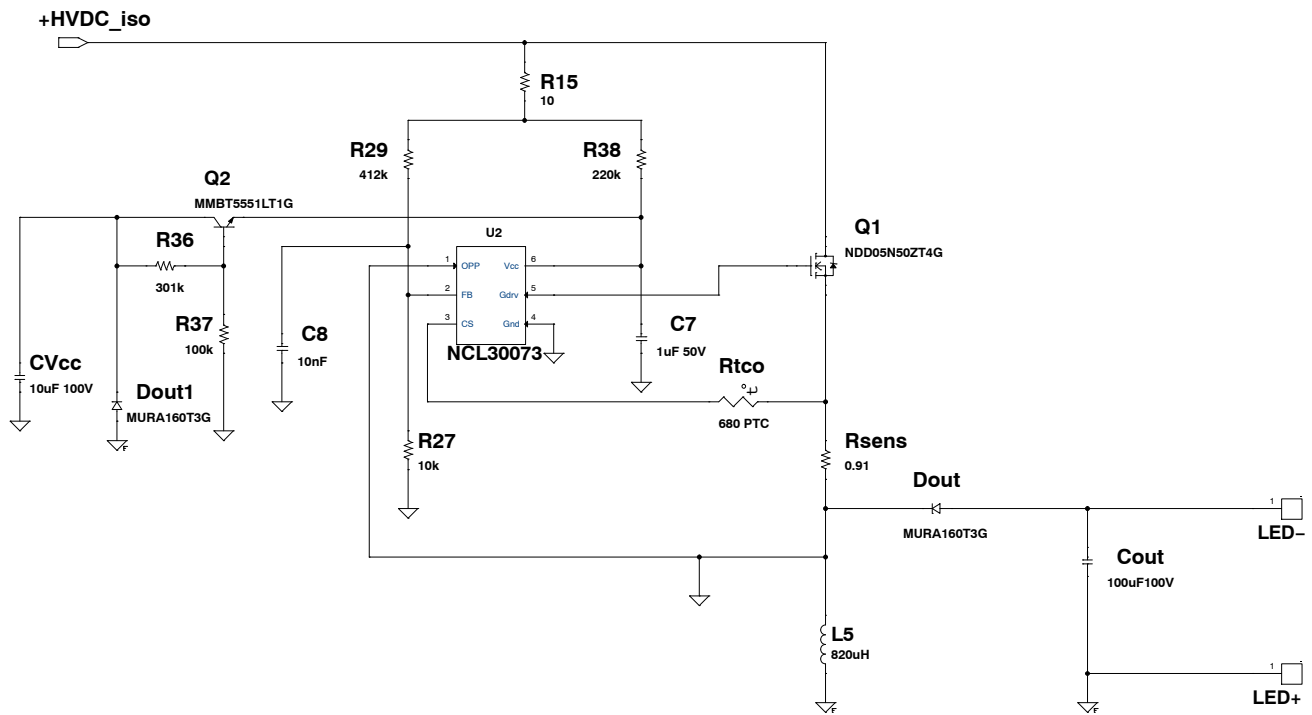 +HVDC_iso
R15
10
R29
412k
R38
220k
Q2
MMBT5551LT1G
R36
301k
R37
100k
C8
10nF
CVcc
10uF 100V
Dout1
MURA160T3G
F
U2
1
OPP
Vcc
6
2
FB
Gdrv
5
3
CS
Gnd
4
NCL30073
C7
1uF 50V
Q1
NDD05N50ZT4G
Rtco
t
680 PTC
R27
10k
Rsens
0.91
Dout
MURA160T3G
1
LED–
Cout
100uF100V
L5
820uH
F
F
1
LED+